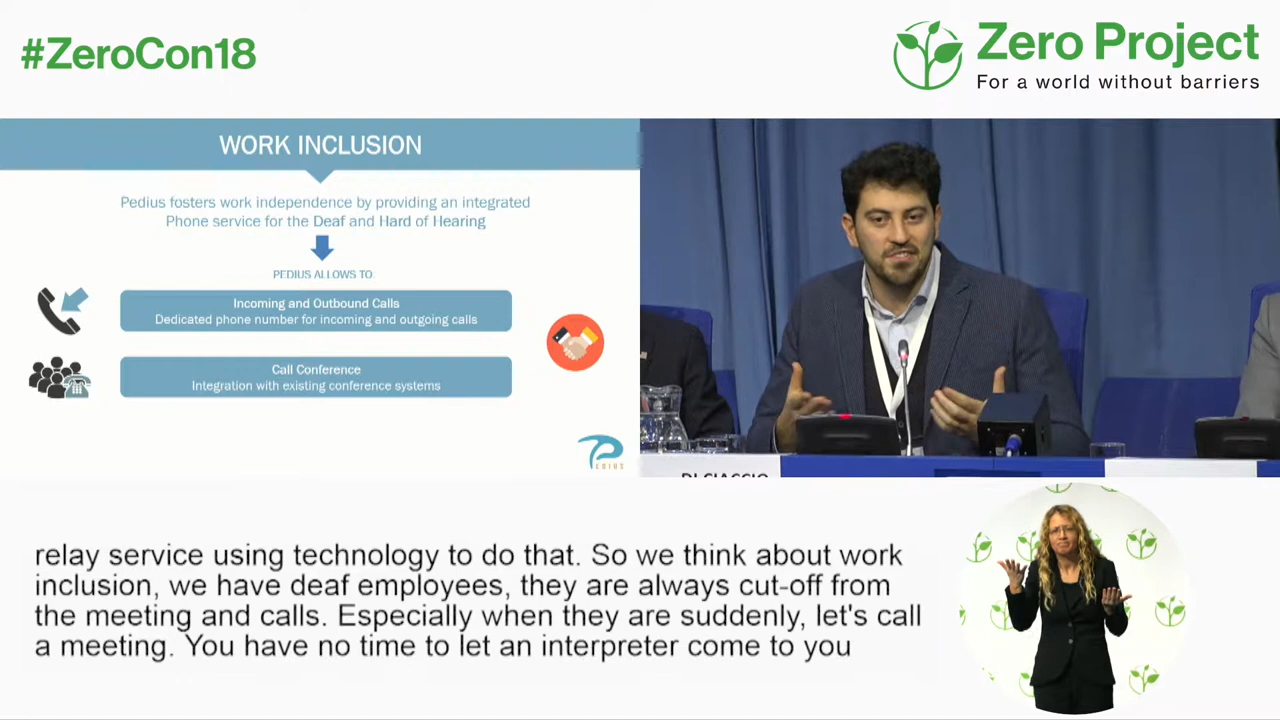 #ZeroCon18
Zero Project
For a world without barriers
WORK INCLUSION
Pedius fosters work independence by providing an integrated
Phone service for the Deaf and Hard of Hearing
PEDIUS ALLOWS TO
Incoming and Outbound Calls
Dedicated phone number for incoming and outgoing calls
Call Conference
Integration with existing conference systems
EDIUS
DI CIACCIO
relay service using technology to do that. So we think about work
inclusion, we have deaf employees, they are always cut-off from
the meeting and calls. Especially when they are suddenly, let's call
a meeting. You have no time to let an interpreter come to you